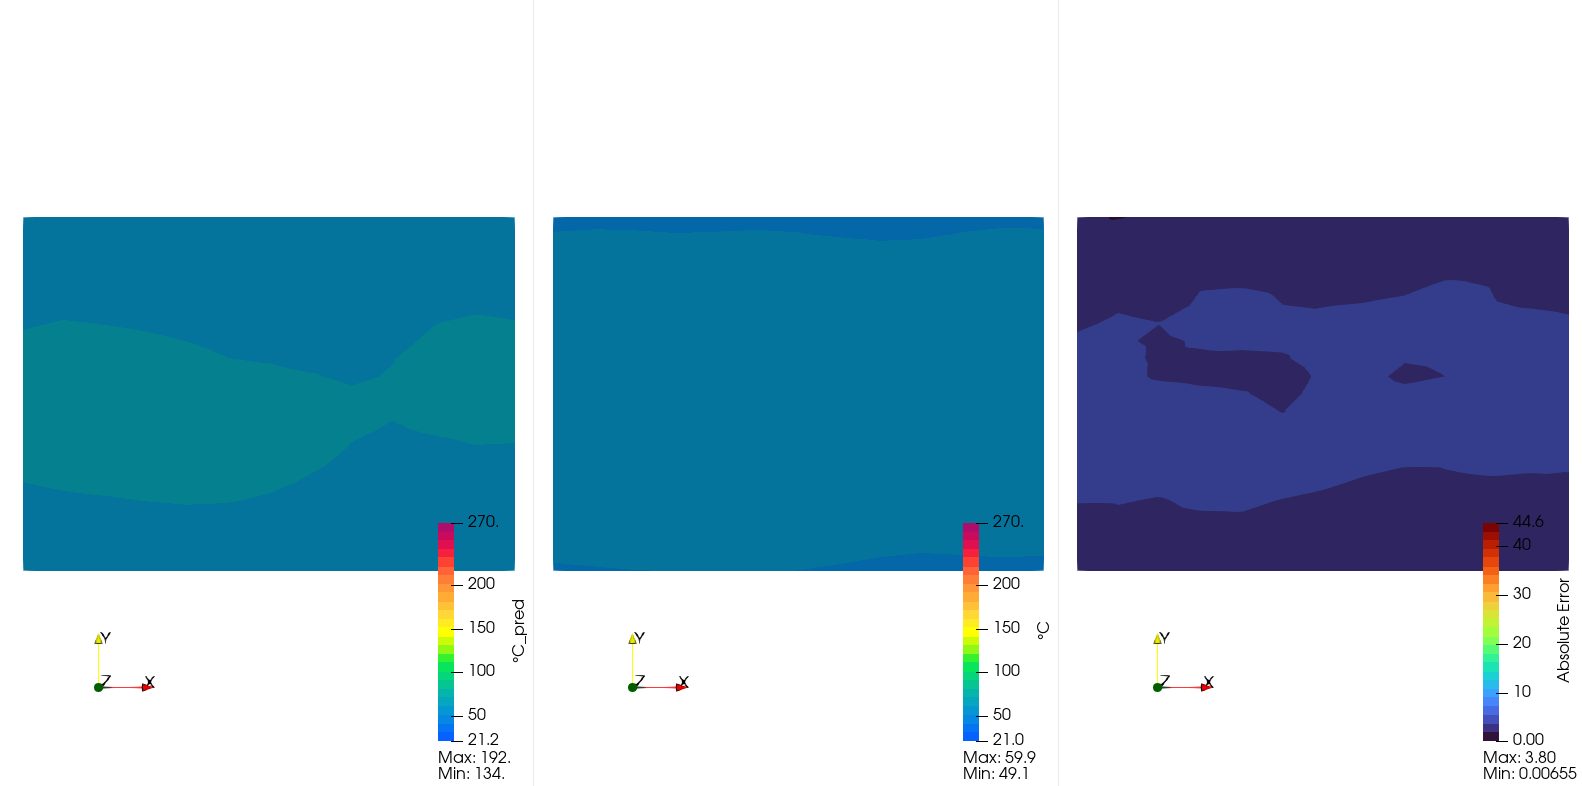 270.
200
150
100
50
21.2
°C_pred
Max: 192.
Min: 134.
Y
Z
X
270.
200
150
100
50
21.0
°C
Max: 59.9
Min: 49.1
Y
Z
X
44.6
40
30
20
10
0.00
Absolute Error
Max: 3.80
Min: 0.00655
Y
Z
X